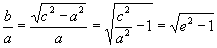 b/a = √(c² − a²)/a = √(c²/a² − 1) = √(e² − 1)